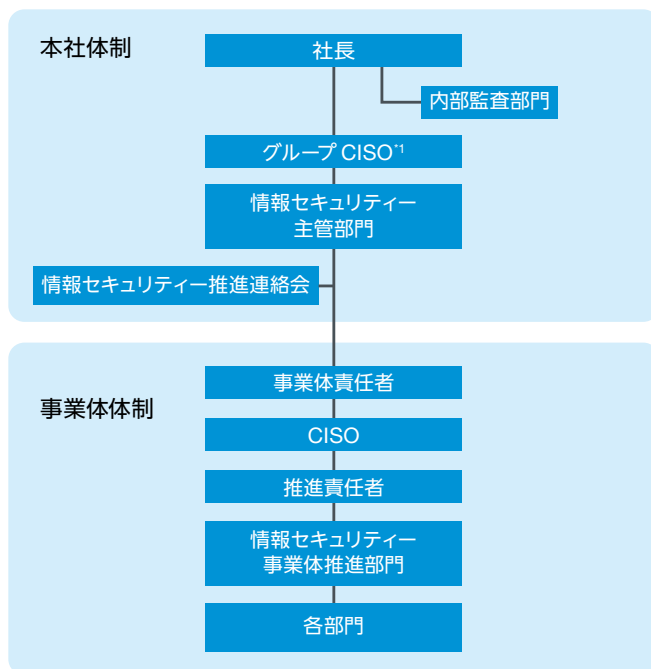 本社体制
社長
内部監査部門
グループ CISO*1
情報セキュリティー
主管部門
情報セキュリティー推進連絡会
事業体体制
事業体責任者
CISO
推進責任者
情報セキュリティー
事業体推進部門
各部門